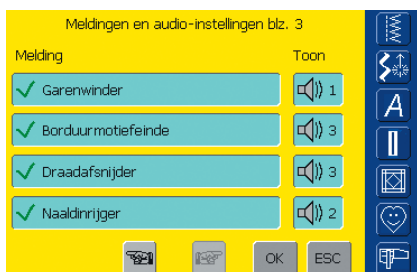 Meldingen en audio-instellingen blz. 3
Melding Toon
Garenwinder 1
Borduurmotiefeinde 3
Draadafsnijder 3
Naaldinrijger 2
OK ESC
A